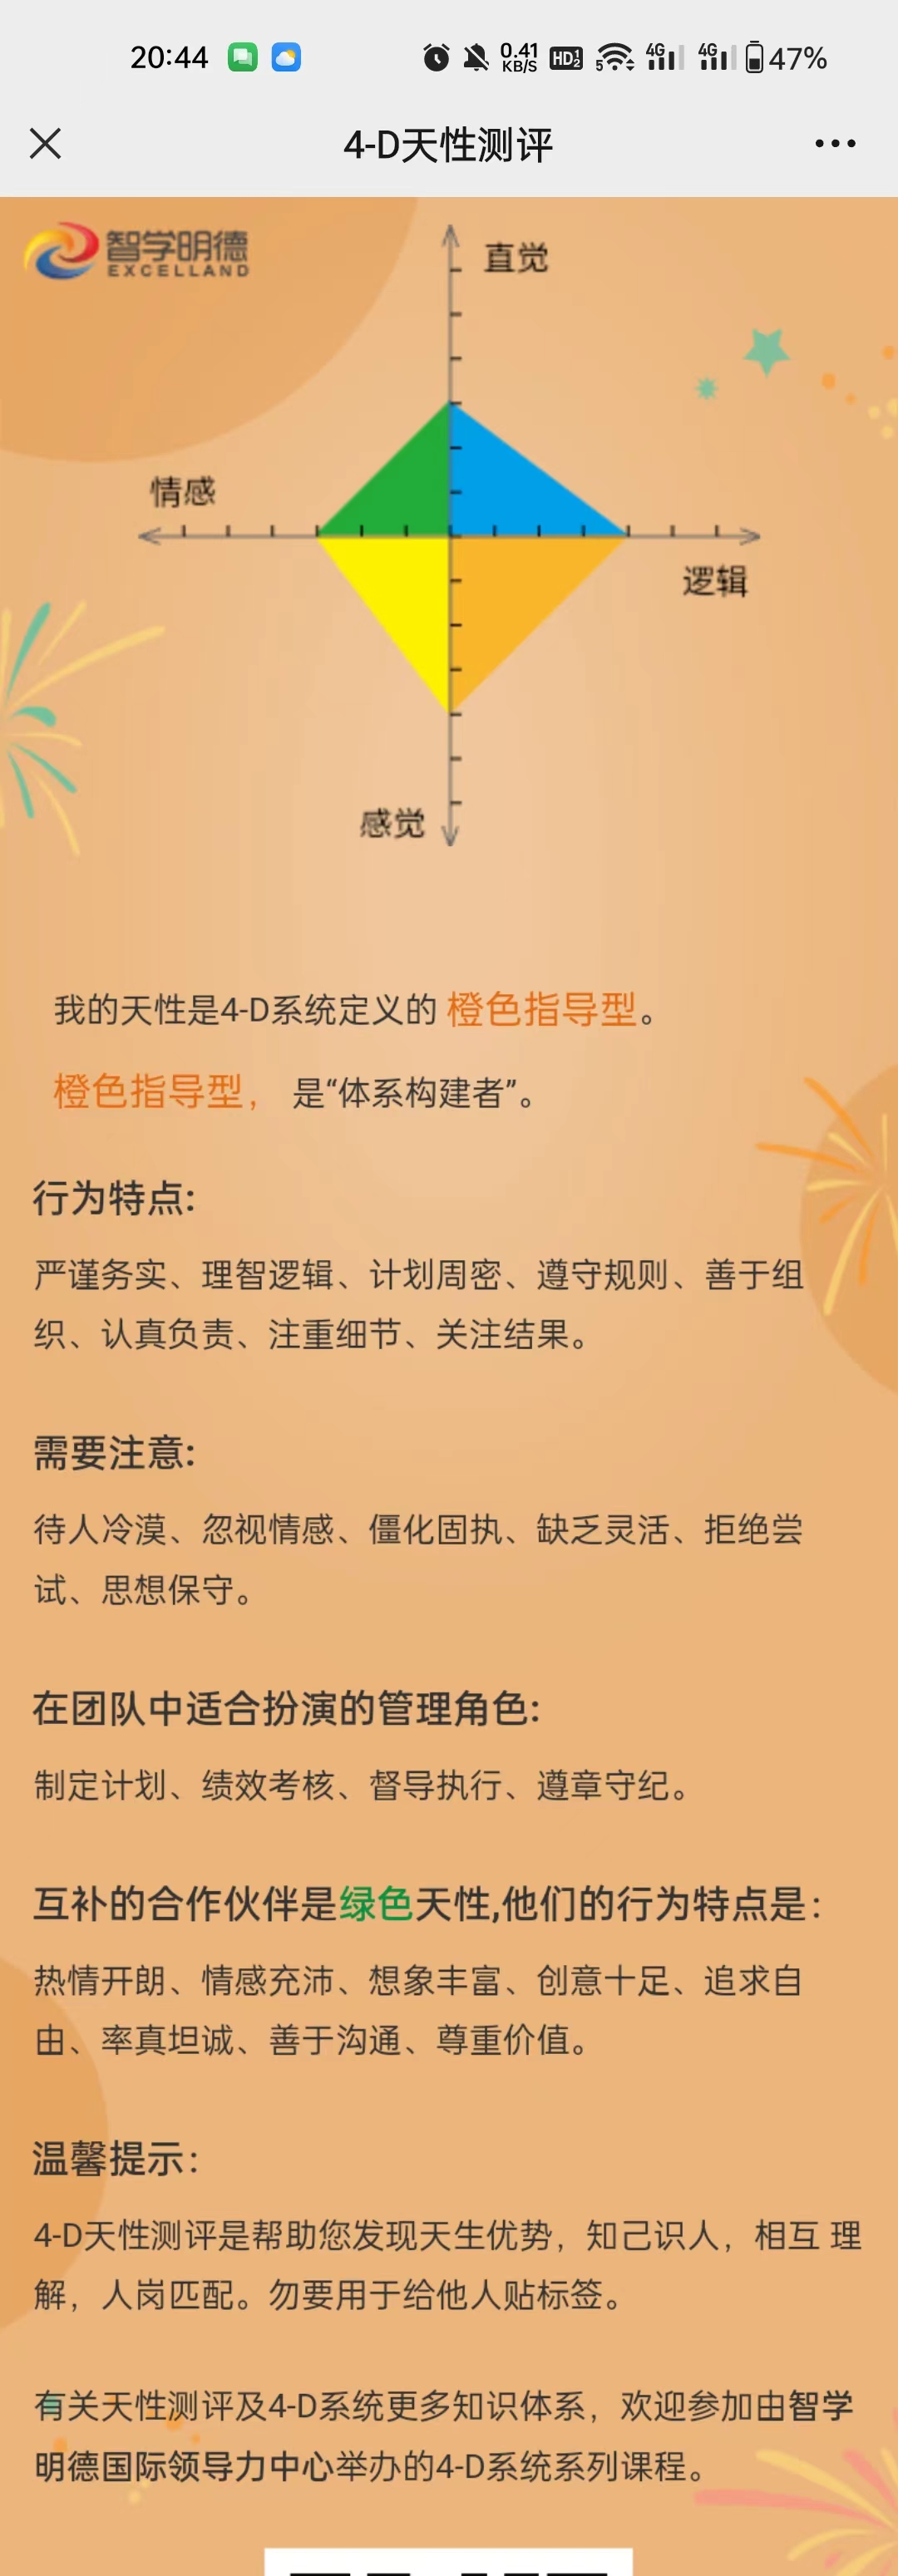 20:44
0.41
KB/S
HD1 2
5
4G
4G
47%
4-D天性测评
智学明德
EXCELLAND
直觉
情感
逻辑
感觉
我的天性是4-D系统定义的 橙色指导型。
橙色指导型， 是“体系构建者”。
行为特点:
严谨务实、理智逻辑、计划周密、遵守规则、善于组
织、认真负责、注重细节、关注结果。
需要注意:
待人冷漠、忽视情感、僵化固执、缺乏灵活、拒绝尝
试、思想保守。
在团队中适合扮演的管理角色:
制定计划、绩效考核、督导执行、遵章守纪。
互补的合作伙伴是绿色天性,他们的行为特点是：
热情开朗、情感充沛、想象丰富、创意十足、追求自
由、率真坦诚、善于沟通、尊重价值。
温馨提示：
4-D天性测评是帮助您发现天生优势，知己识人，相互 理
解，人岗匹配。勿要用于给他人贴标签。
有关天性测评及4-D系统更多知识体系，欢迎参加由智学
明德国际领导力中心举办的4-D系统系列课程。